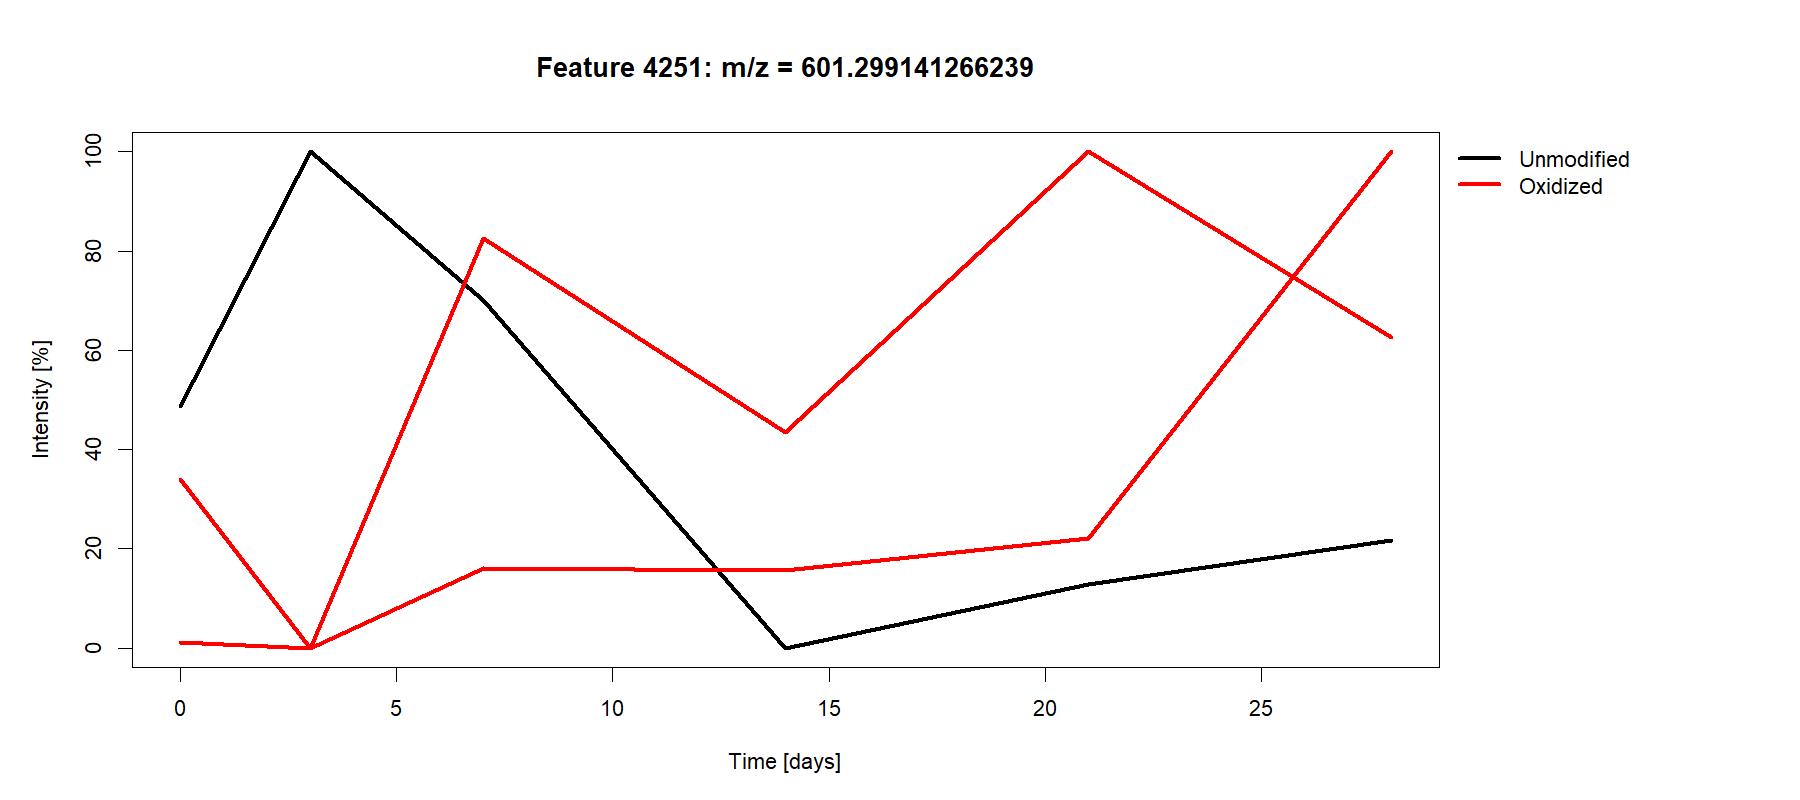 Feature 4251: m/z = 601.299141266239
Unmodified
Oxidized
Intensity [%]
100
80
60
40
20
0
0 5 10 15 20 25
Time [days]